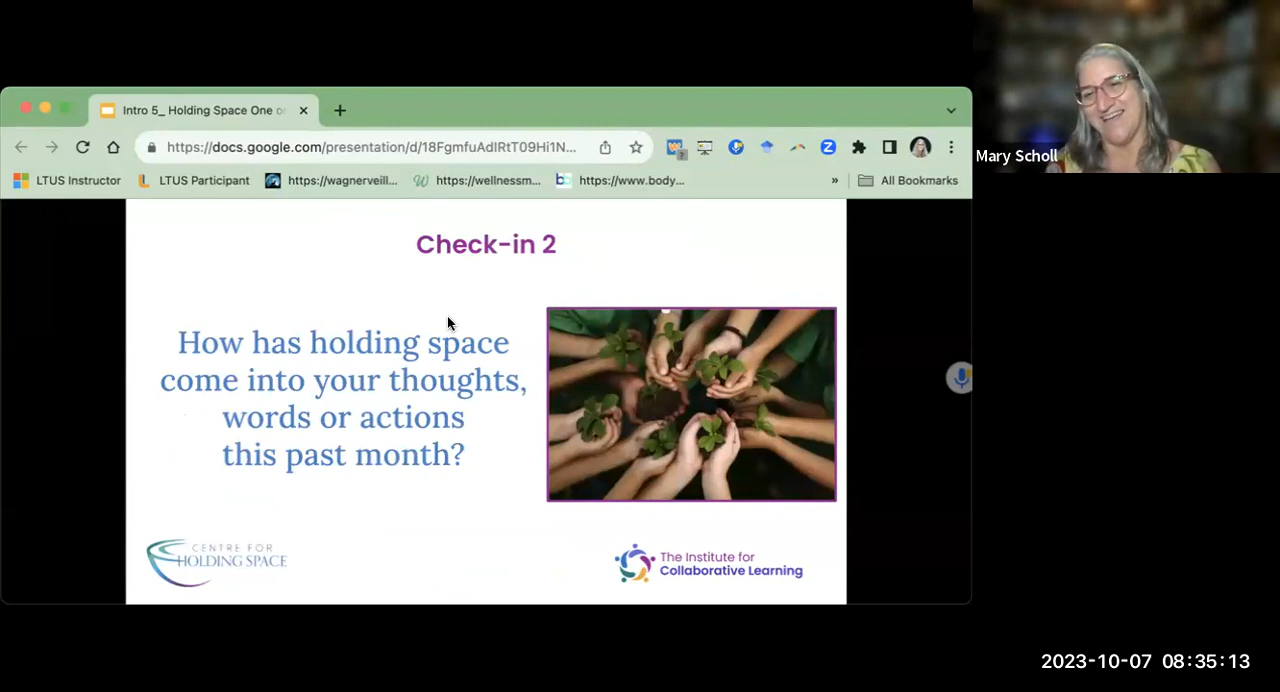 Intro 5_ Holding Space One o
https://docs.google.com/presentation/d/18FgmfuAdIRtT09Hi1N...
LTUS Instructor
LTUS Participant
https://wagnerveill...
https://wellnessm...
https://www.body...
»
All Bookmarks
Mary Scholl
Check-in 2
How has holding space
come into your thoughts,
words or actions
this past month?
CENTRE FOR
HOLDING SPACE
The Institute for
Collaborative Learning
2023-10-07 08:35:13